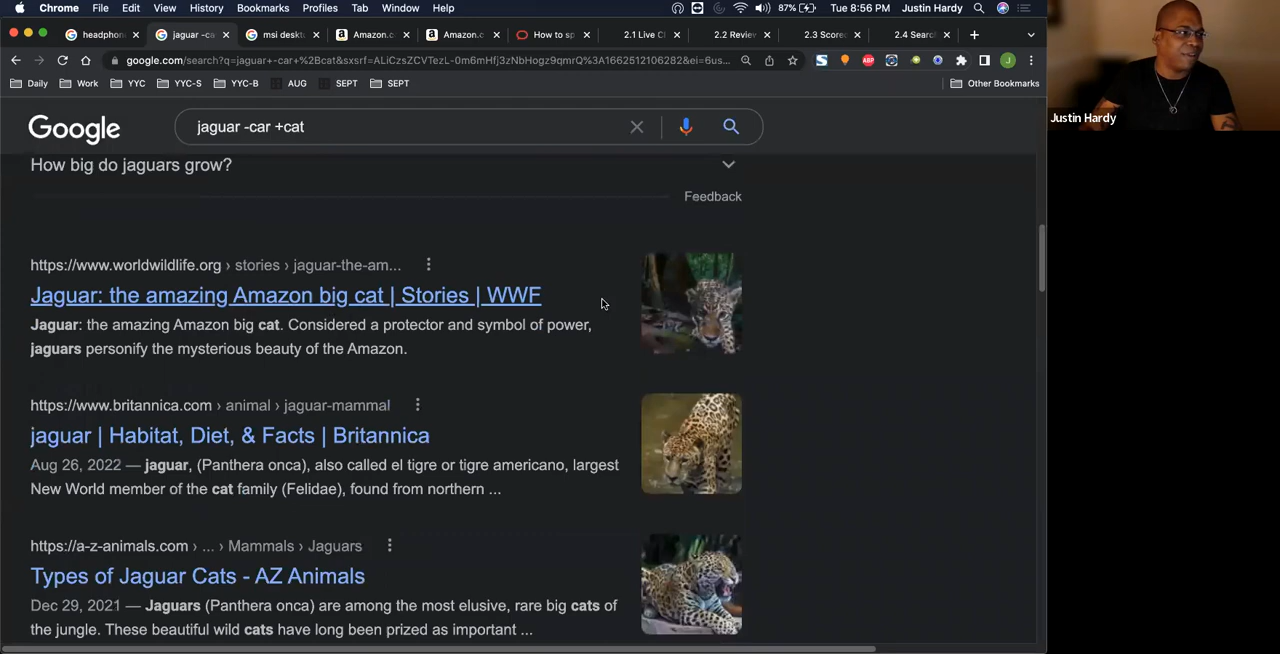 Chrome File Edit View History Bookmarks Profiles Tab Window Help 87% Tue 8:56 PM Justin Hardy
headphon jaguar -ca msi deskto Amazon.c Amazon.c How to sp 2.1 Live Cl 2.2 Review 2.3 Score 2.4 Searc
google.com/search?q=jaguar+-car+%2Bcat&sxsrf=ALiCzsZCVTezL-0m6mHfj3zNbHogz9qmrQ%3A1662512106282&ei=6us...
Daily Work YYC YYC-S YYC-B AUG SEPT SEPT Other Bookmarks
Google jaguar -car +cat
Justin Hardy
How big do jaguars grow?
Feedback
https://www.worldwildlife.org › stories › jaguar-the-am...
Jaguar: the amazing Amazon big cat | Stories | WWF
Jaguar: the amazing Amazon big cat. Considered a protector and symbol of power,
jaguars personify the mysterious beauty of the Amazon.
https://www.britannica.com › animal › jaguar-mammal
jaguar | Habitat, Diet, & Facts | Britannica
Aug 26, 2022 — jaguar, (Panthera onca), also called el tigre or tigre americano, largest
New World member of the cat family (Felidae), found from northern ...
https://a-z-animals.com › ... › Mammals › Jaguars
Types of Jaguar Cats - AZ Animals
Dec 29, 2021 — Jaguars (Panthera onca) are among the most elusive, rare big cats of
the jungle. These beautiful wild cats have long been prized as important ...